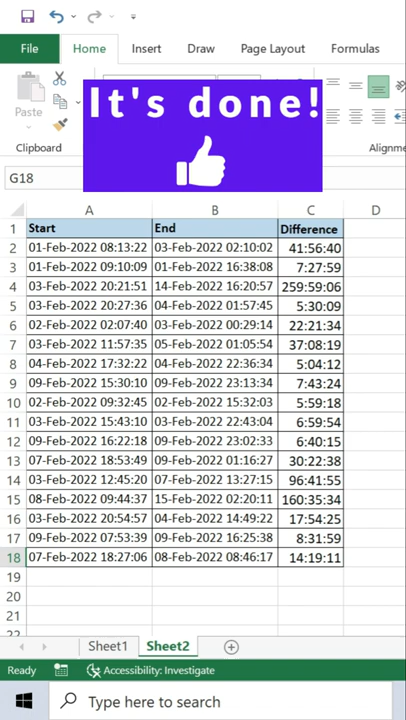 File Home Insert Draw Page Layout Formulas
It's done!
Paste
Clipboard
G18
A B C D
1 Start End Difference
2 01-Feb-2022 08:13:22 03-Feb-2022 02:10:02 41:56:40
3 01-Feb-2022 09:10:09 01-Feb-2022 16:38:08 7:27:59
4 03-Feb-2022 20:21:51 14-Feb-2022 16:20:57 259:59:06
5 03-Feb-2022 20:27:36 04-Feb-2022 01:57:45 5:30:09
6 02-Feb-2022 02:07:40 03-Feb-2022 00:29:14 22:21:34
7 03-Feb-2022 11:57:35 05-Feb-2022 01:05:54 37:08:19
8 04-Feb-2022 17:32:22 04-Feb-2022 22:36:34 5:04:12
9 09-Feb-2022 15:30:10 09-Feb-2022 23:13:34 7:43:24
10 02-Feb-2022 09:32:45 02-Feb-2022 15:32:03 5:59:18
11 03-Feb-2022 15:43:10 03-Feb-2022 22:43:04 6:59:54
12 09-Feb-2022 16:22:18 09-Feb-2022 23:02:33 6:40:15
13 07-Feb-2022 18:53:49 09-Feb-2022 01:16:27 30:22:38
14 03-Feb-2022 12:45:20 07-Feb-2022 13:27:15 96:41:55
15 08-Feb-2022 09:44:37 15-Feb-2022 02:20:11 160:35:34
16 03-Feb-2022 20:54:57 04-Feb-2022 14:49:22 17:54:25
17 09-Feb-2022 07:53:39 09-Feb-2022 16:25:38 8:31:59
18 07-Feb-2022 18:27:06 08-Feb-2022 08:46:17 14:19:11
19
20
21
22
Sheet1 Sheet2
Ready Accessibility: Investigate
Type here to search